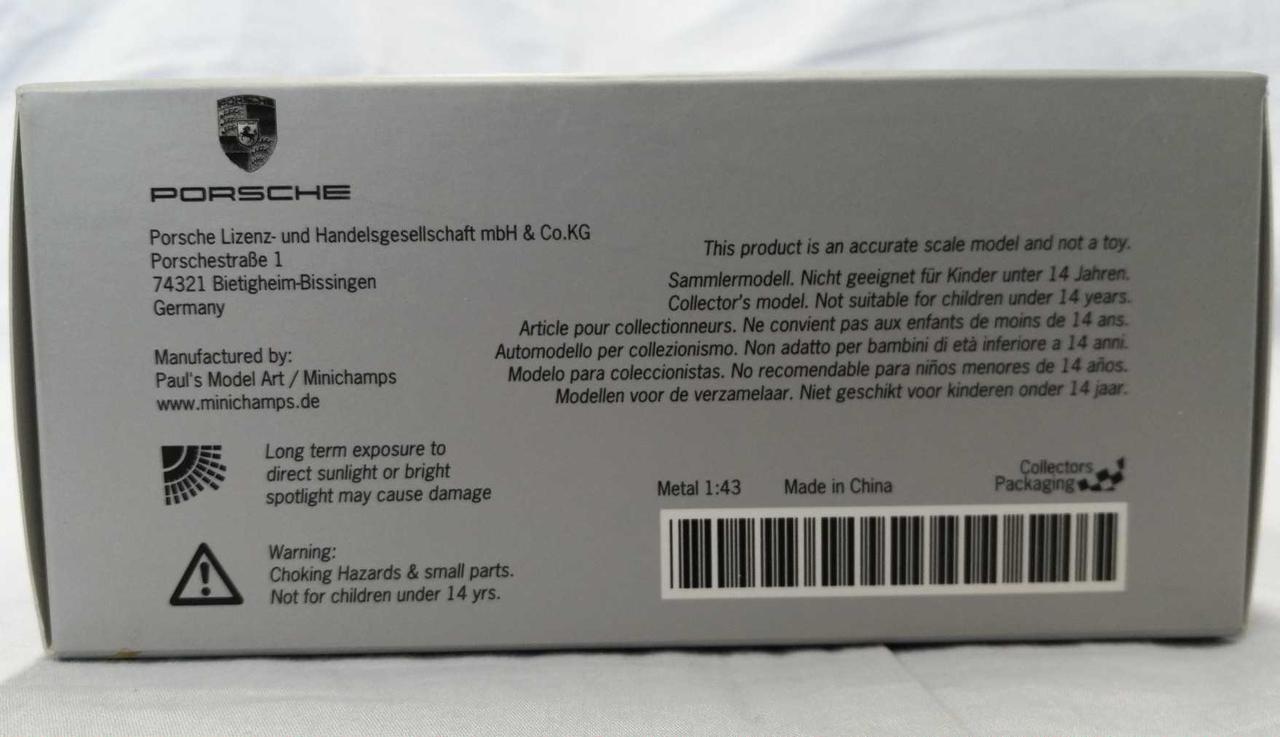 PORSCHE
PORSCHE
Porsche Lizenz- und Handelsgesellschaft mbH & Co.KG
Porschestraße 1
74321 Bietigheim-Bissingen
Germany
Manufactured by:
Paul's Model Art / Minichamps
www.minichamps.de
Long term exposure to
direct sunlight or bright
spotlight may cause damage
Warning:
Choking Hazards & small parts.
Not for children under 14 yrs.
This product is an accurate scale model and not a toy.
Sammlermodell. Nicht geeignet für Kinder unter 14 Jahren.
Collector's model. Not suitable for children under 14 years.
Article pour collectionneurs. Ne convient pas aux enfants de moins de 14 ans.
Automodello per collezionismo. Non adatto per bambini di età inferiore a 14 anni.
Modelo para coleccionistas. No recomendable para niños menores de 14 años.
Modellen voor de verzamelaar. Niet geschikt voor kinderen onder 14 jaar.
Metal 1:43 Made in China
Collectors
Packaging